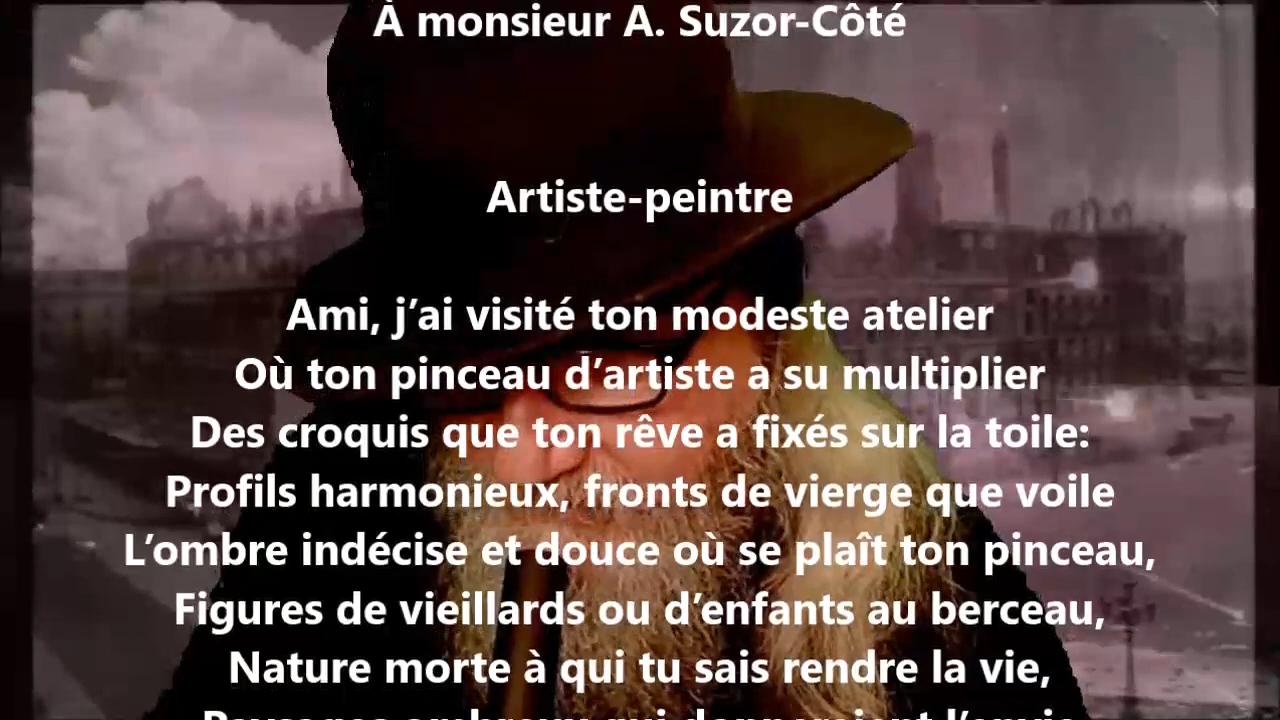 À monsieur A. Suzor-Côté
Artiste-peintre
Ami, j’ai visité ton modeste atelier
Où ton pinceau d’artiste a su multiplier
Des croquis que ton rêve a fixés sur la toile:
Profils harmonieux, fronts de vierge que voile
L’ombre indécise et douce où se plaît ton pinceau,
Figures de vieillards ou d’enfants au berceau,
Nature morte à qui tu sais rendre la vie,